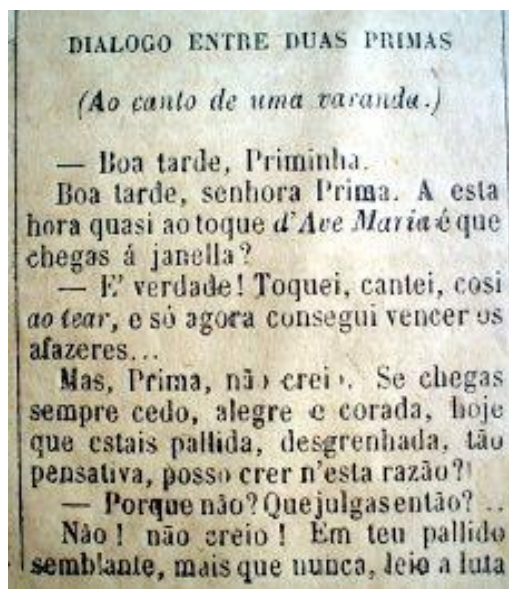 DIALOGO ENTRE DUAS PRIMAS
(Ao canto de uma varanda.)
— Boa tarde, Priminha.
Boa tarde, senhora Prima. A esta
hora quasi ao toque d'Ave Maria é que
chegas á janella?
— E' verdade! Toquei, cantei, cosi
ao tear, e só agora consegui vencer os
afazeres...
Mas, Prima, não creio. Se chegas
sempre cedo, alegre e corada, hoje
que estais pallida, desgrenhada, tão
pensativa, posso crer n'esta razão?
— Porque não? Que julgas então? ..
Não! não creio! Em teu pallido
semblante, mais que nunca, leio a luta